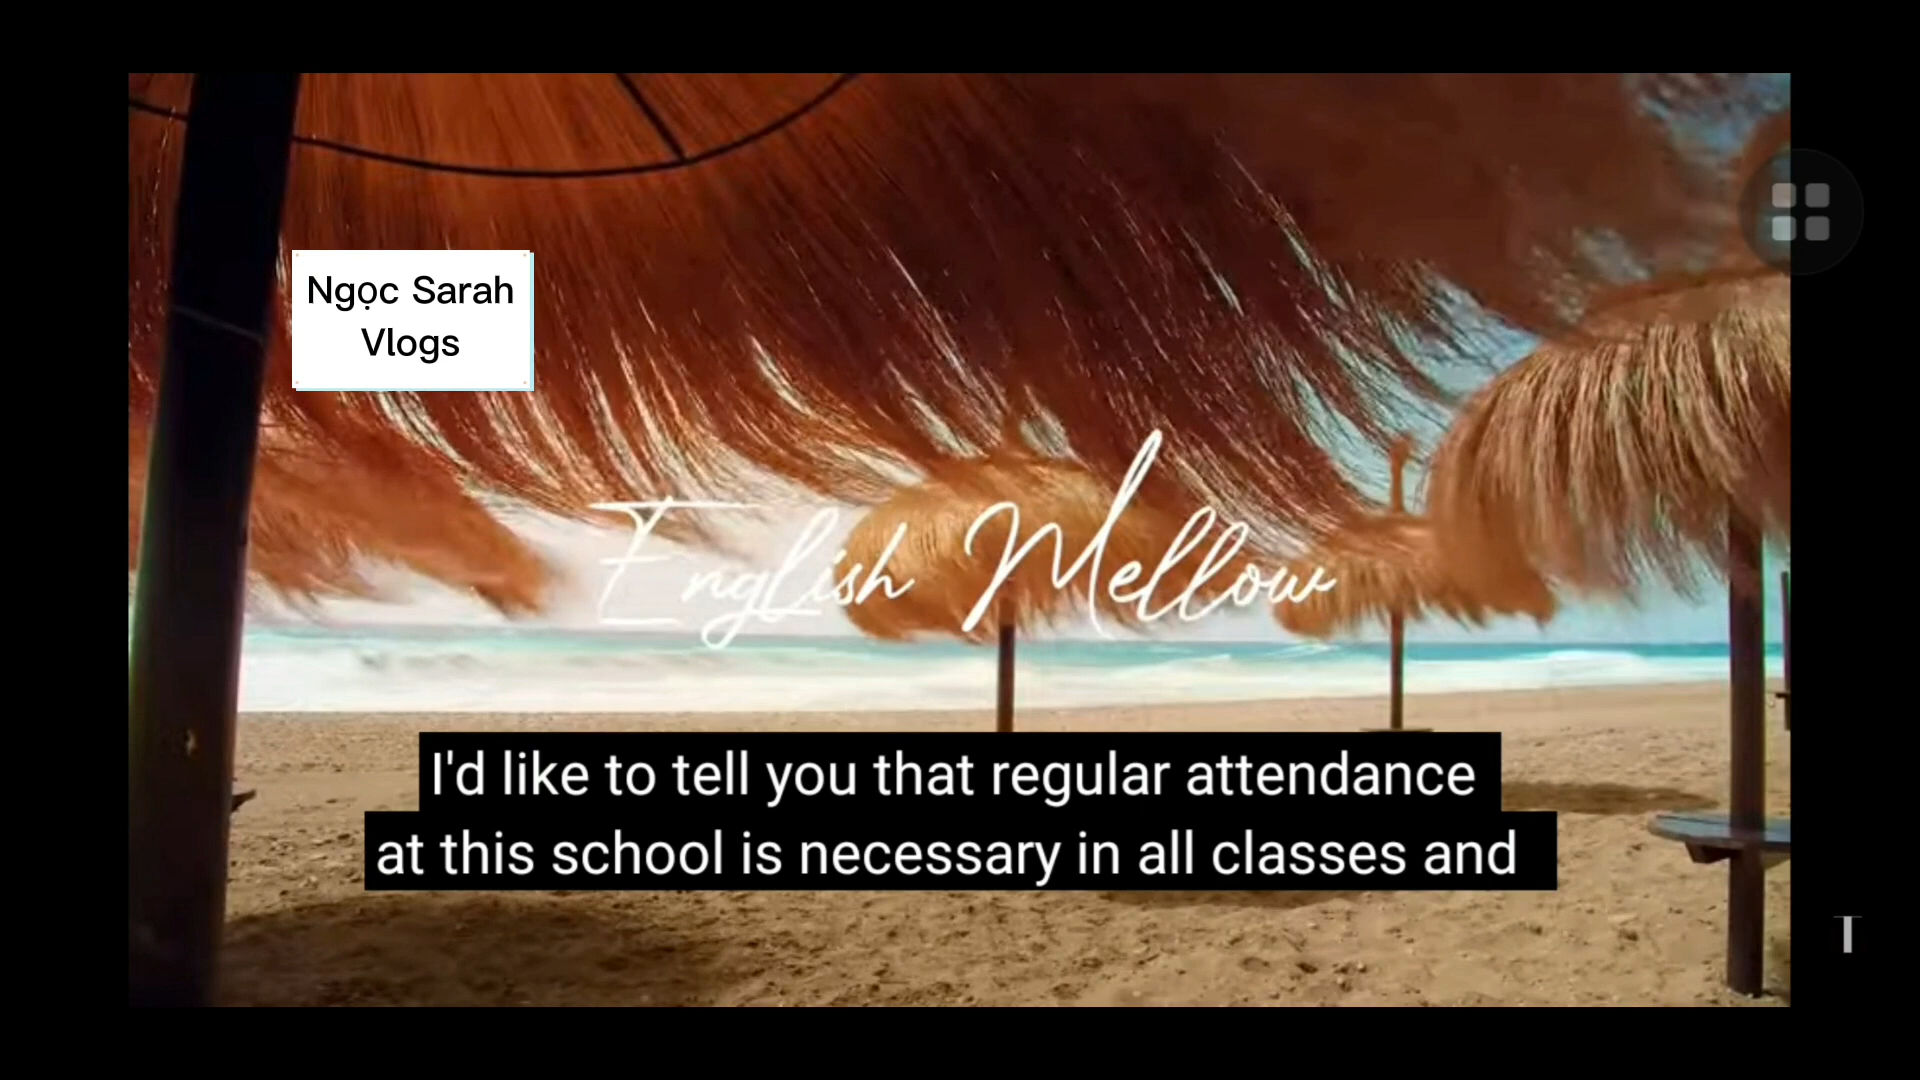 Ngọc Sarah
Vlogs
English Mellow
I'd like to tell you that regular attendance
at this school is necessary in all classes and